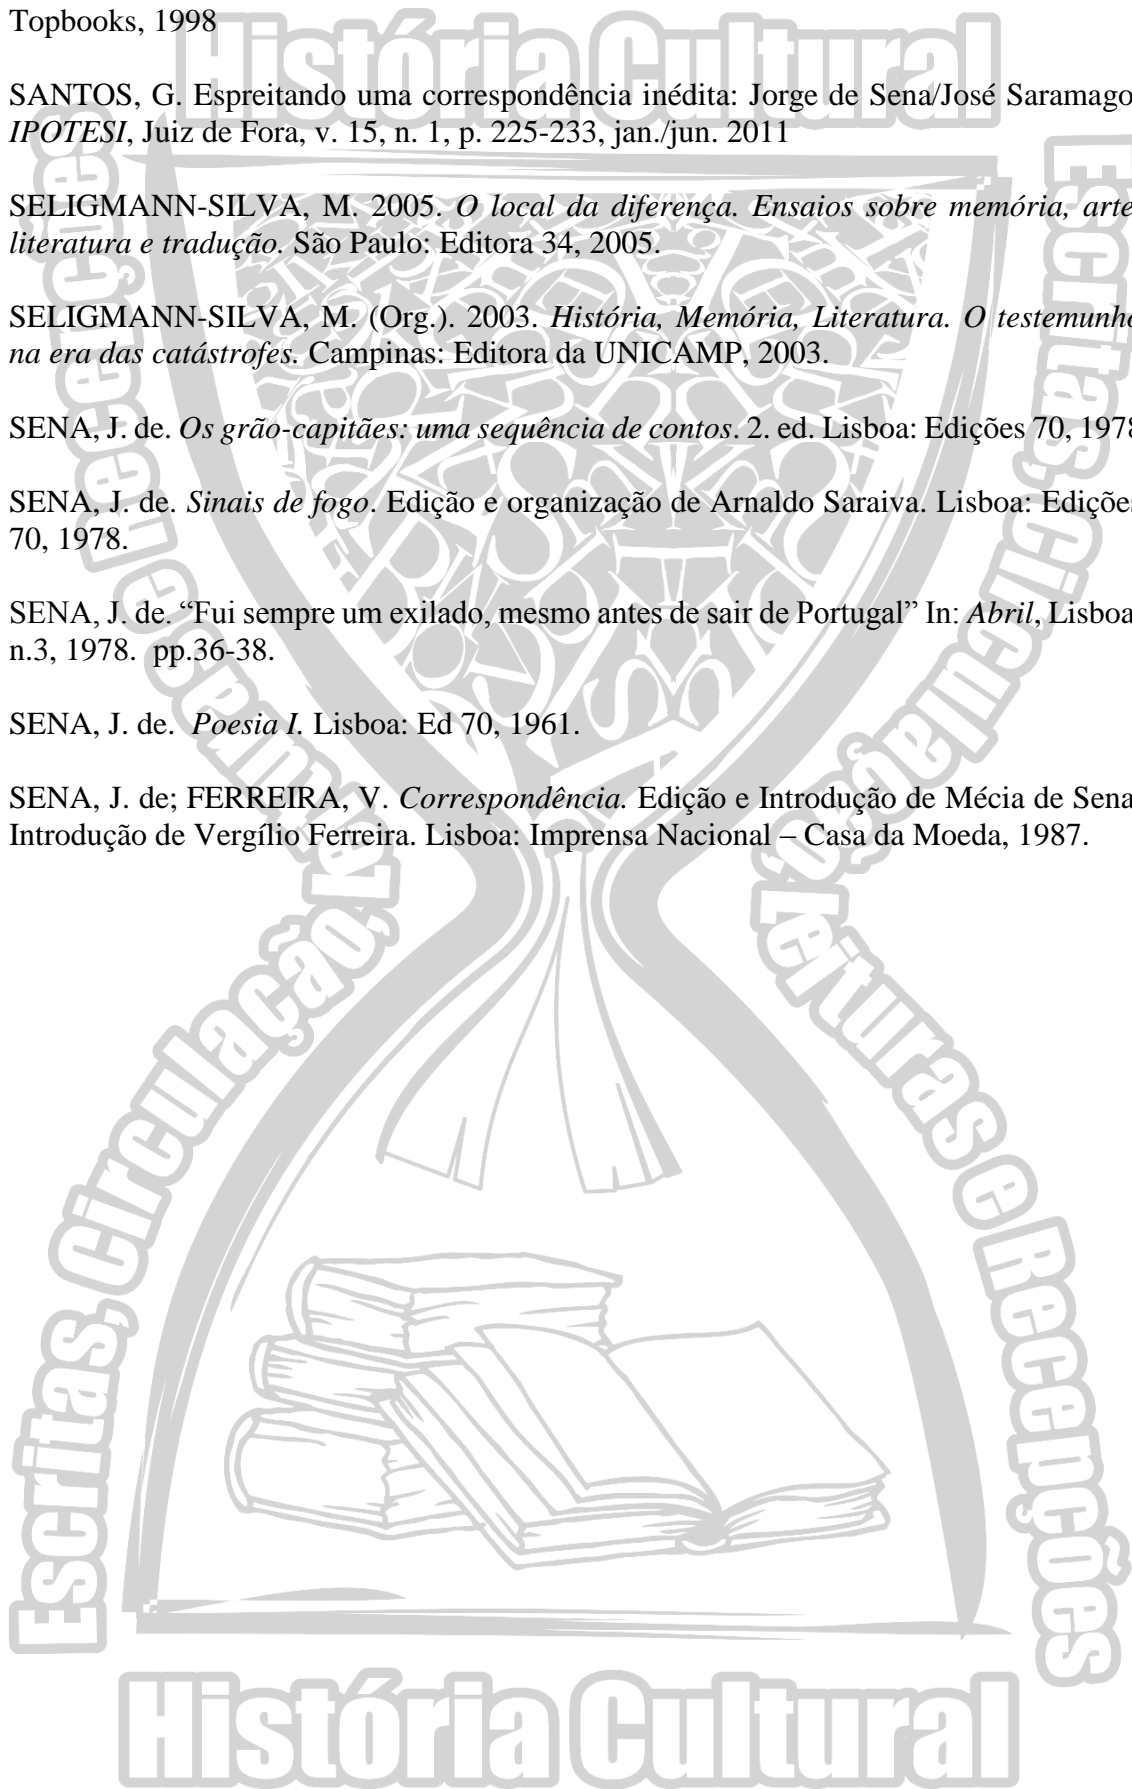 Topbooks, 1998
SANTOS, G. Espreitando uma correspondência inédita: Jorge de Sena/José Saramago
IPOTESI, Juiz de Fora, v. 15, n. 1, p. 225-233, jan./jun. 2011
SELIGMANN-SILVA, M. 2005. O local da diferença. Ensaios sobre memória, arte
literatura e tradução. São Paulo: Editora 34, 2005.
SELIGMANN-SILVA, M. (Org.). 2003. História, Memória, Literatura. O testemunho
na era das catástrofes. Campinas: Editora da UNICAMP, 2003.
SENA, J. de. Os grão-capitães: uma sequência de contos. 2. ed. Lisboa: Edições 70, 1978
SENA, J. de. Sinais de fogo. Edição e organização de Arnaldo Saraiva. Lisboa: Edições
70, 1978.
SENA, J. de. “Fui sempre um exilado, mesmo antes de sair de Portugal” In: Abril, Lisboa
n.3, 1978. pp.36-38.
SENA, J. de. Poesia I. Lisboa: Ed 70, 1961.
SENA, J. de; FERREIRA, V. Correspondência. Edição e Introdução de Mécia de Sena
Introdução de Vergílio Ferreira. Lisboa: Imprensa Nacional – Casa da Moeda, 1987.
História Cultural
Escritas, Circulação, Leituras e Recepções
Escritas, Circulação, Leituras e Recepções
História Cultural